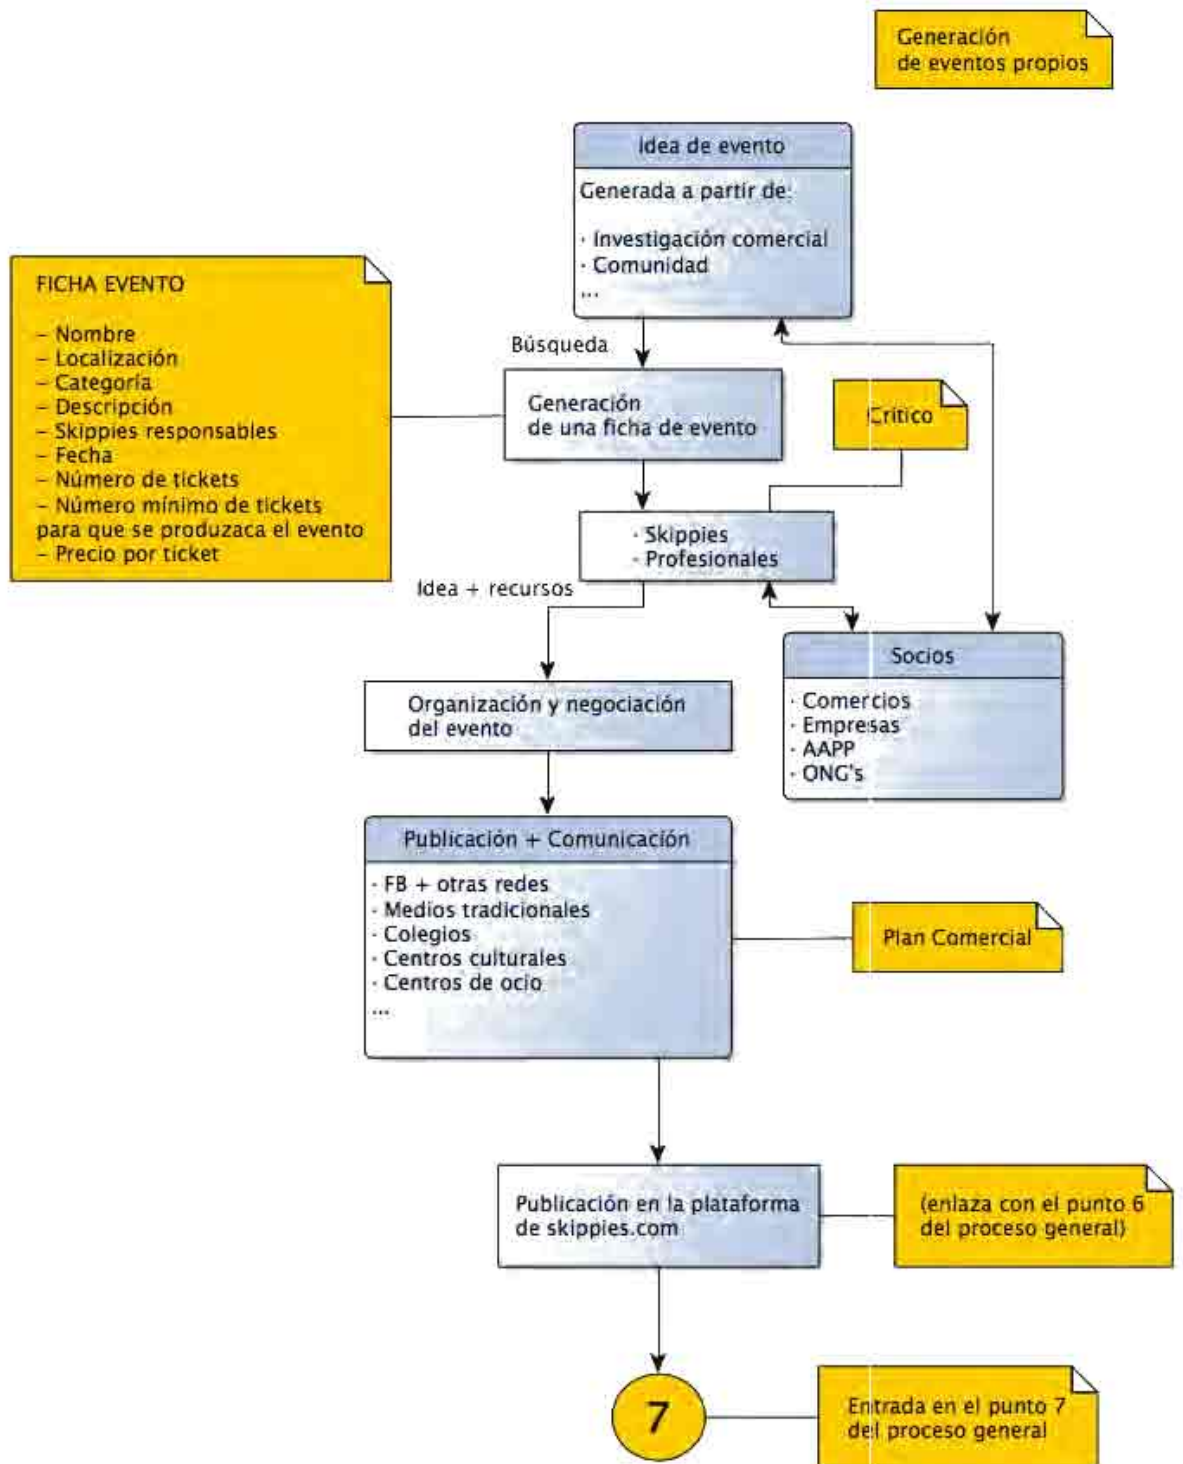 Generación
de eventos propios
Idea de evento
Generada a partir de:
· Investigación comercial
· Comunidad
...
FICHA EVENTO
– Nombre
– Localización
– Categoría
– Descripción
– Skippies responsables
– Fecha
– Número de tickets
– Número mínimo de tickets
para que se produzaca el evento
– Precio por ticket
Búsqueda
Generación
de una ficha de evento
Crítico
· Skippies
· Profesionales
Idea + recursos
Socios
· Comercios
· Empresas
· AAPP
· ONG's
Organización y negociación
del evento
Publicación + Comunicación
· FB + otras redes
· Medios tradicionales
· Colegios
· Centros culturales
· Centros de ocio
...
Plan Comercial
Publicación en la plataforma
de skippies.com
(enlaza con el punto 6
del proceso general)
7
Entrada en el punto 7
del proceso general